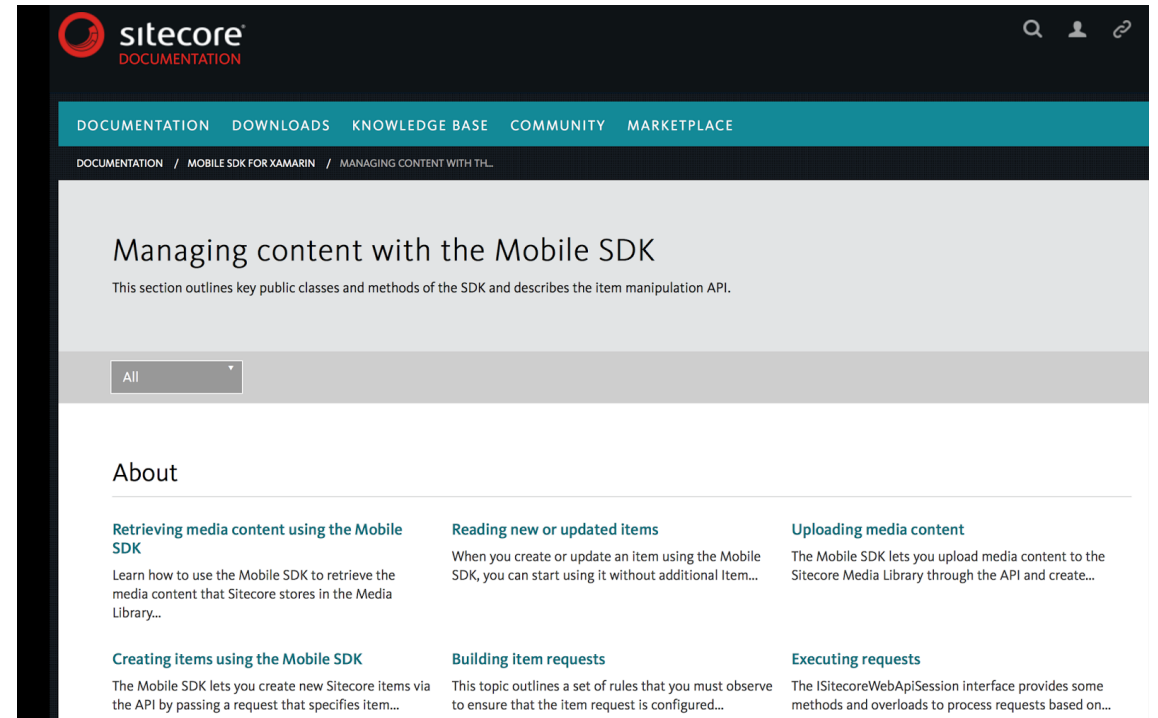 sitecore
DOCUMENTATION
DOCUMENTATION DOWNLOADS KNOWLEDGE BASE COMMUNITY MARKETPLACE
DOCUMENTATION / MOBILE SDK FOR XAMARIN / MANAGING CONTENT WITH TH...
Managing content with the Mobile SDK
This section outlines key public classes and methods of the SDK and describes the item manipulation API.
All
About
Retrieving media content using the Mobile
SDK
Learn how to use the Mobile SDK to retrieve the
media content that Sitecore stores in the Media
Library...
Reading new or updated items
When you create or update an item using the Mobile
SDK, you can start using it without additional Item...
Uploading media content
The Mobile SDK lets you upload media content to the
Sitecore Media Library through the API and create...
Creating items using the Mobile SDK
The Mobile SDK lets you create new Sitecore items via
the API by passing a request that specifies item...
Building item requests
This topic outlines a set of rules that you must observe
to ensure that the item request is configured...
Executing requests
The ISitecoreWebApiSession interface provides some
methods and overloads to process requests based on...